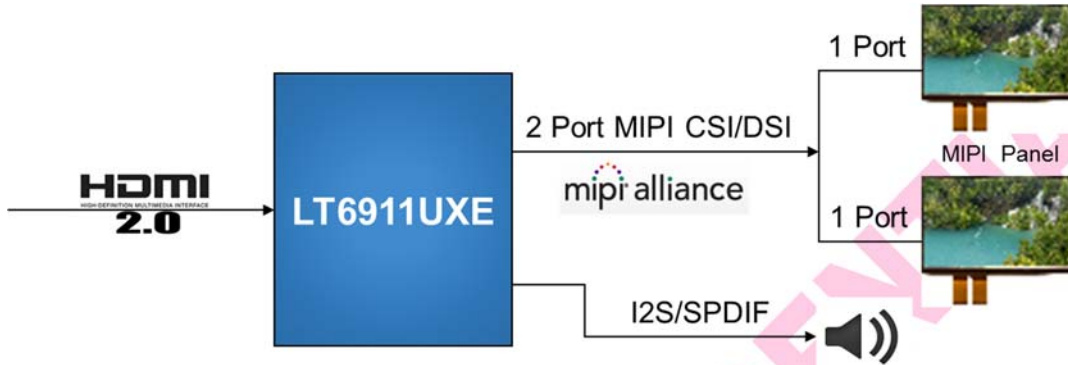 1 Port
2 Port MIPI CSI/DSI
MIPI Panel
mipi alliance
HDMI
HIGH-DEFINITION MULTIMEDIA INTERFACE
2.0
LT6911UXE
1 Port
I2S/SPDIF